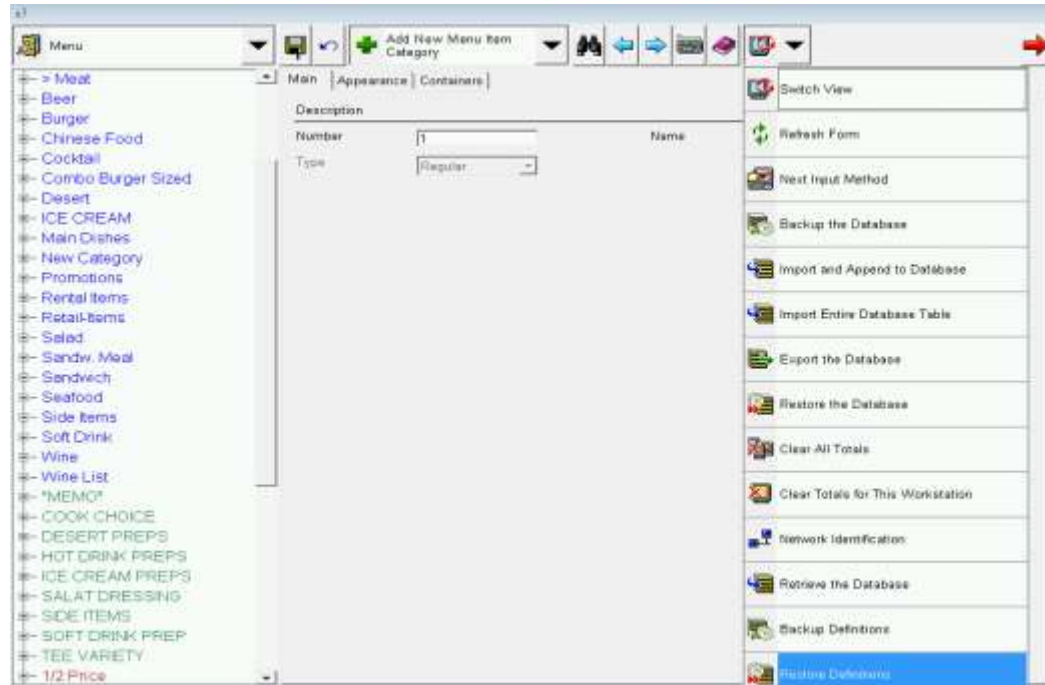 Menu
Add New Menu Item
Category
> Meat
Beer
Burger
Chinese Food
Cocktail
Combo Burger Sized
Desert
ICE CREAM
Main Dishes
New Category
Promotions
Rental Items
Retail-Items
Salad
Sandw. Meal
Sandwech
Seafood
Side Items
Soft Drink
Wine
Wine List
*MEMO*
COOK CHOICE
DESERT PREPS
HOT DRINK PREPS
ICE CREAM PREPS
SALAT DRESSING
SIDE ITEMS
SOFT DRINK PREP
TEE VARIETY
1/2 Price
Main Appearance Containers
Description
Number 1 Name
Type Regular
Switch View
Refresh Form
Next Input Method
Backup the Database
Import and Append to Database
Import Entire Database Table
Export the Database
Restore the Database
Clear All Totals
Clear Totals for This Workstation
Network Identification
Retrieve the Database
Backup Definitions
Restore Definitions